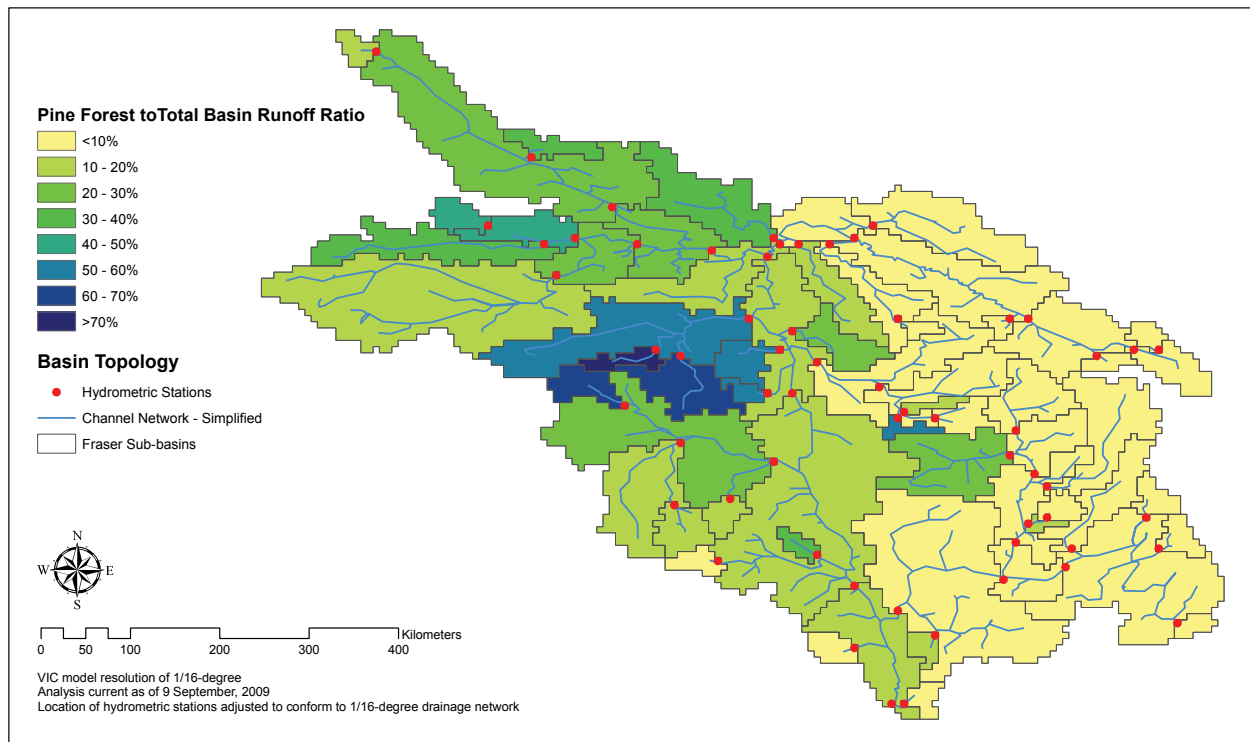 Pine Forest toTotal Basin Runoff Ratio
<10%
10 - 20%
20 - 30%
30 - 40%
40 - 50%
50 - 60%
60 - 70%
>70%
Basin Topology
Hydrometric Stations
Channel Network - Simplified
Fraser Sub-basins
N
W E
S
Kilometers
0 50 100 200 300 400
VIC model resolution of 1/16-degree
Analysis current as of 9 September, 2009
Location of hydrometric stations adjusted to conform to 1/16-degree drainage network